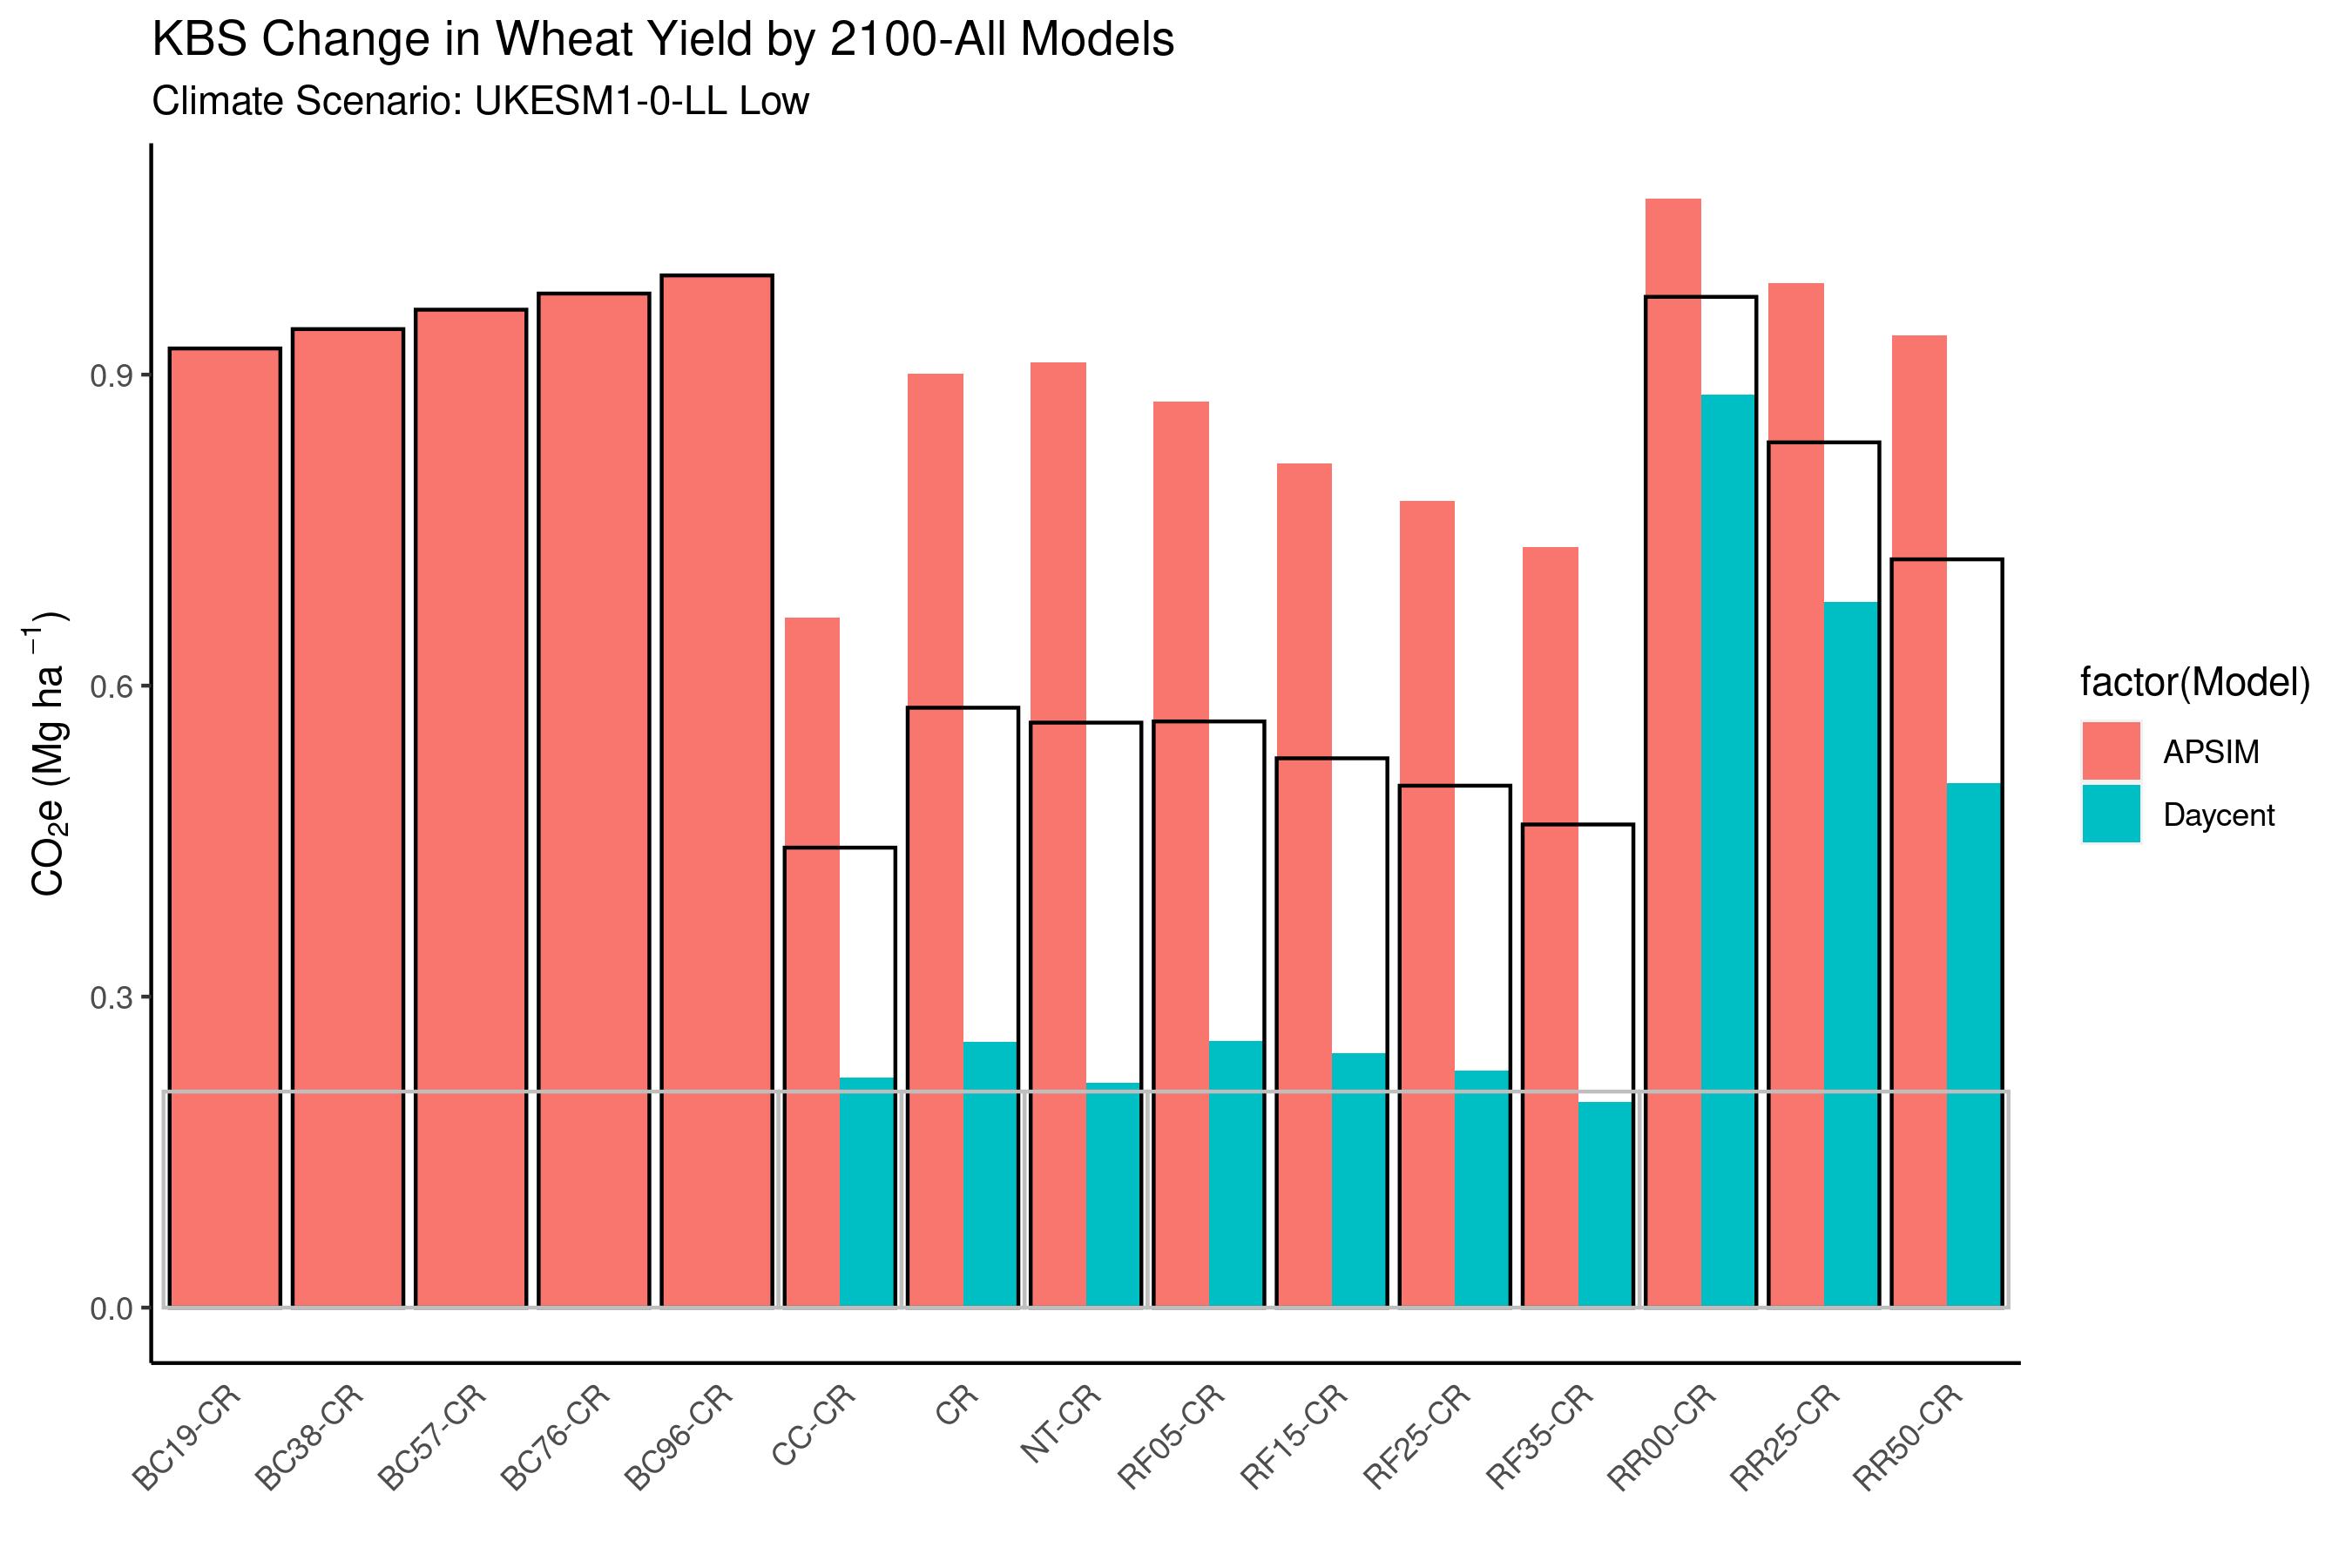 KBS Change in Wheat Yield by 2100-All Models
Climate Scenario: UKESM1-0-LL Low
CO₂e (Mg ha ⁻¹)
0.9
0.6
0.3
0.0
BC19-CR
BC38-CR
BC57-CR
BC76-CR
BC96-CR
CC-CR
CR
NT-CR
RF05-CR
RF15-CR
RF25-CR
RF35-CR
RR00-CR
RR25-CR
RR50-CR
factor(Model)
APSIM
Daycent